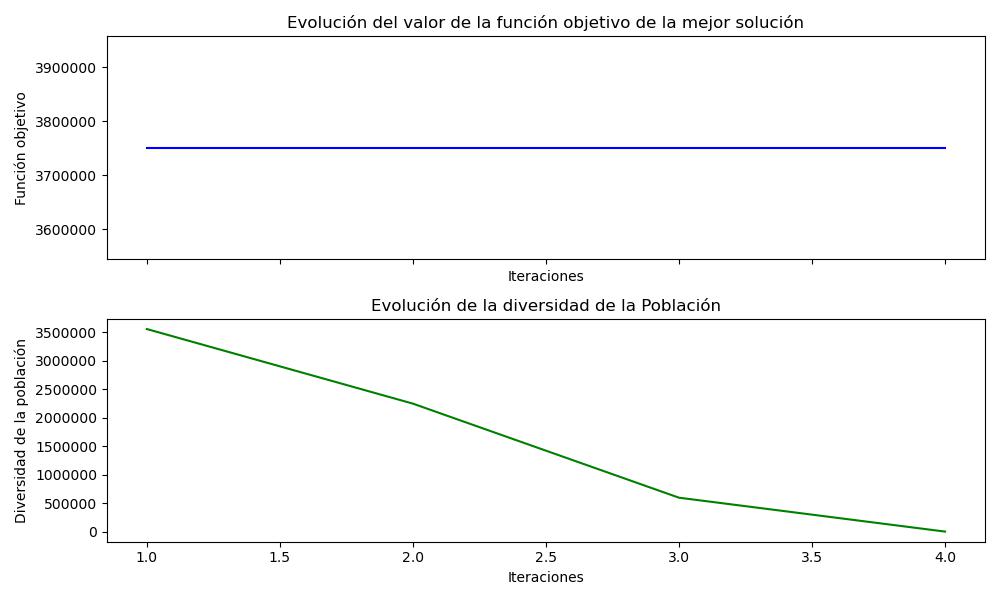 Evolución del valor de la función objetivo de la mejor solución
Función objetivo
3900000
3800000
3700000
3600000
Iteraciones
Evolución de la diversidad de la Población
Diversidad de la población
3500000
3000000
2500000
2000000
1500000
1000000
500000
0
1.0 1.5 2.0 2.5 3.0 3.5 4.0
Iteraciones